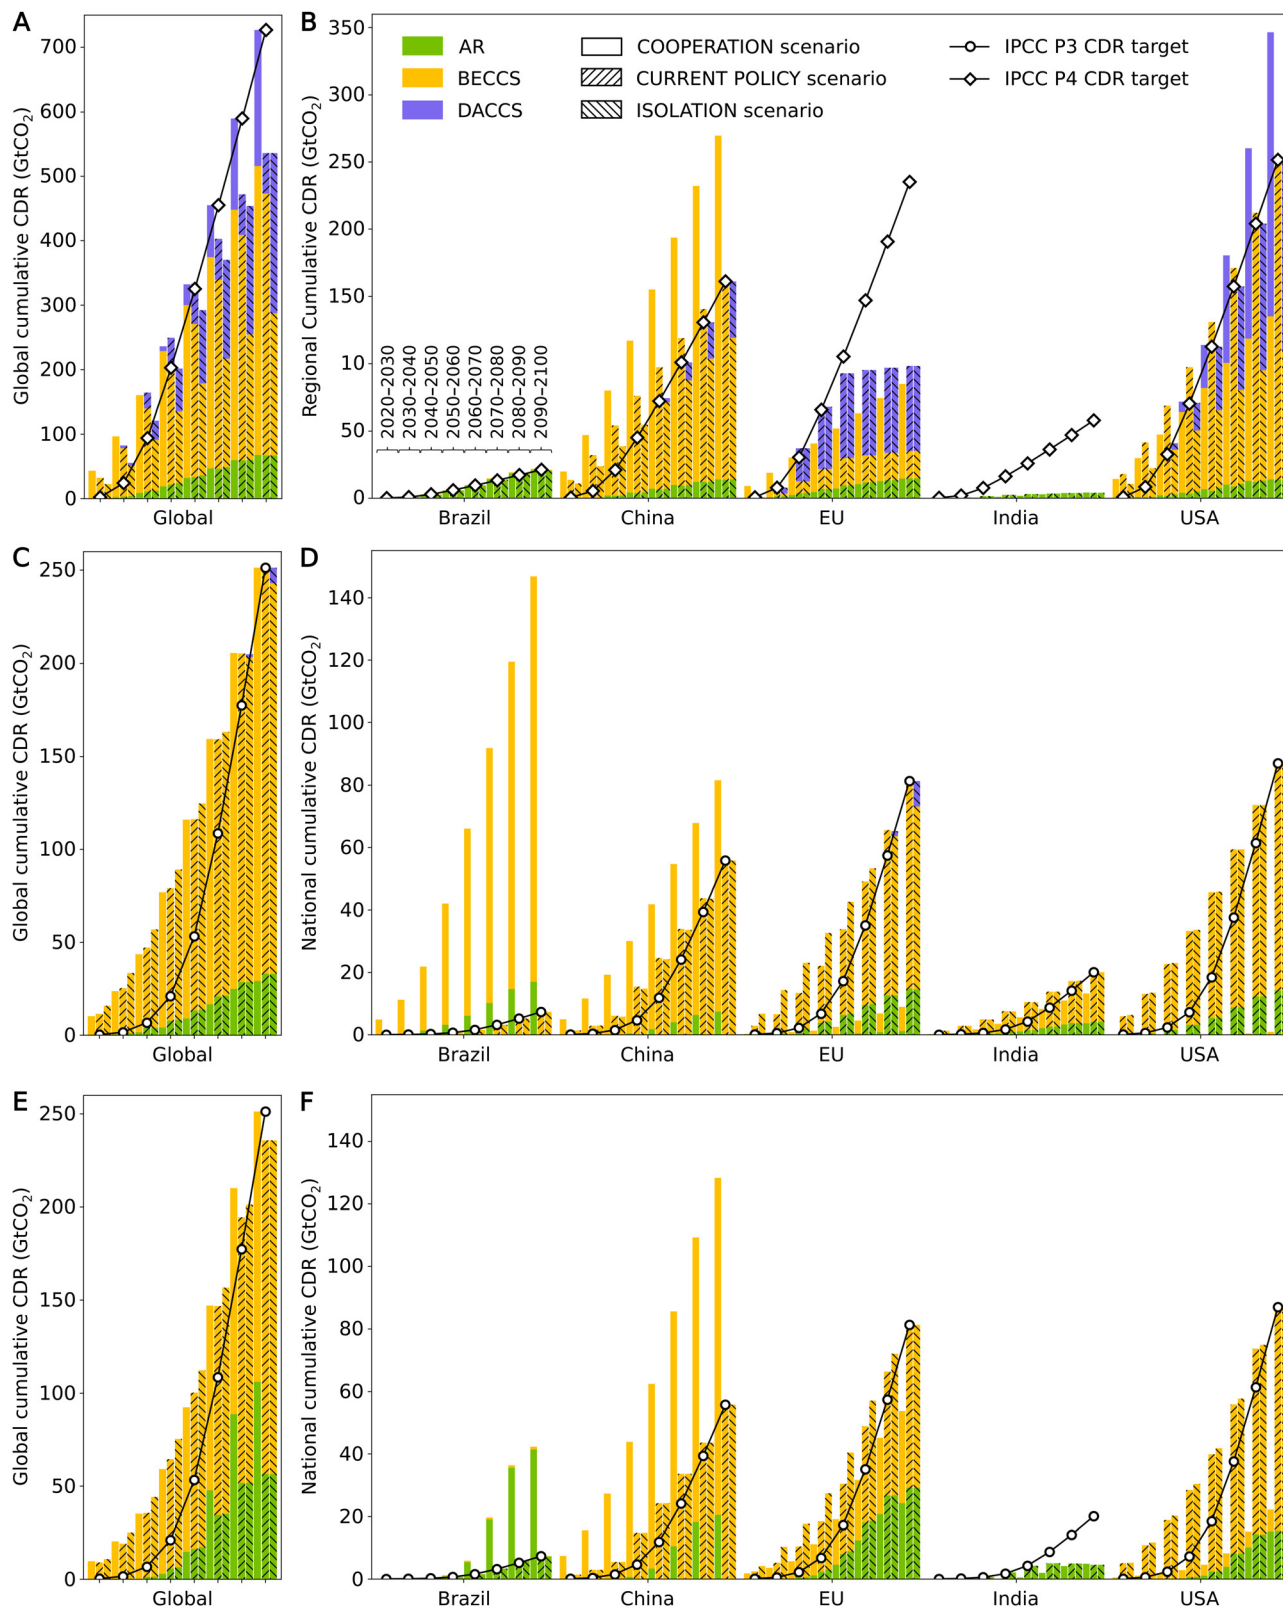 A
B
700
600
500
400
300
200
100
0
Global cumulative CDR (GtCO₂)
Global
350
300
250
200
150
10
50
0
Regional Cumulative CDR (GtCO₂)
AR
BECCS
DACCS
COOPERATION scenario
CURRENT POLICY scenario
ISOLATION scenario
IPCC P3 CDR target
IPCC P4 CDR target
2020–2030
2030–2040
2040–2050
2050–2060
2060–2070
2070–2080
2080–2090
2090–2100
Brazil
China
EU
India
USA
C
D
250
200
150
100
50
0
Global cumulative CDR (GtCO₂)
Global
140
120
100
80
60
40
20
0
National cumulative CDR (GtCO₂)
Brazil
China
EU
India
USA
E
F
250
200
150
100
50
0
Global cumulative CDR (GtCO₂)
Global
140
120
100
80
60
40
20
0
National cumulative CDR (GtCO₂)
Brazil
China
EU
India
USA